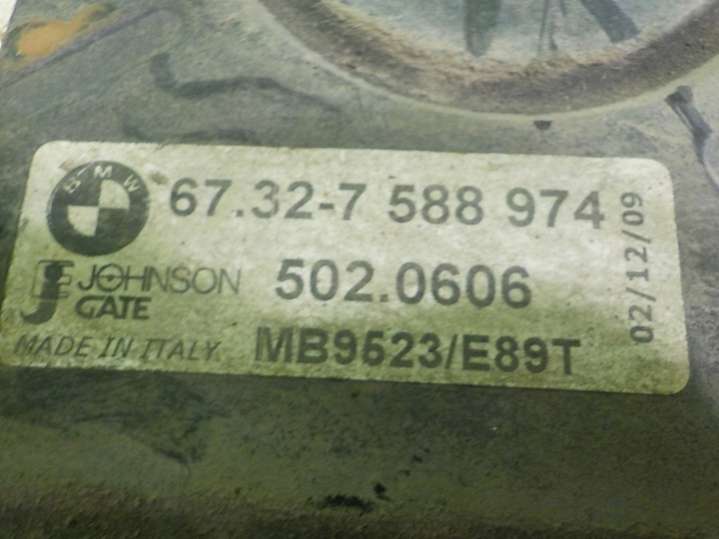 BMW
67.32-7 588 974
JOHNSON
GATE
502.0606
MADE IN ITALY
MB9523/E89T
02/12/09